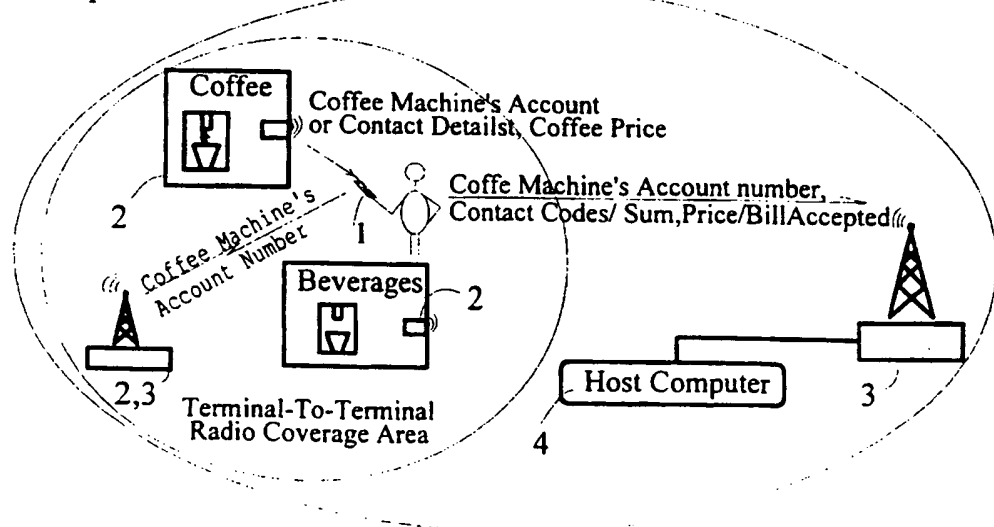 Coffee
Coffee Machine's Account
or Contact Detailst, Coffee Price
2
1
Coffe Machine's Account number,
Contact Codes/ Sum,Price/BillAccepted
Coffee Machine's
Account Number
Beverages
2
2,3
Terminal-To-Terminal
Radio Coverage Area
Host Computer
4
3